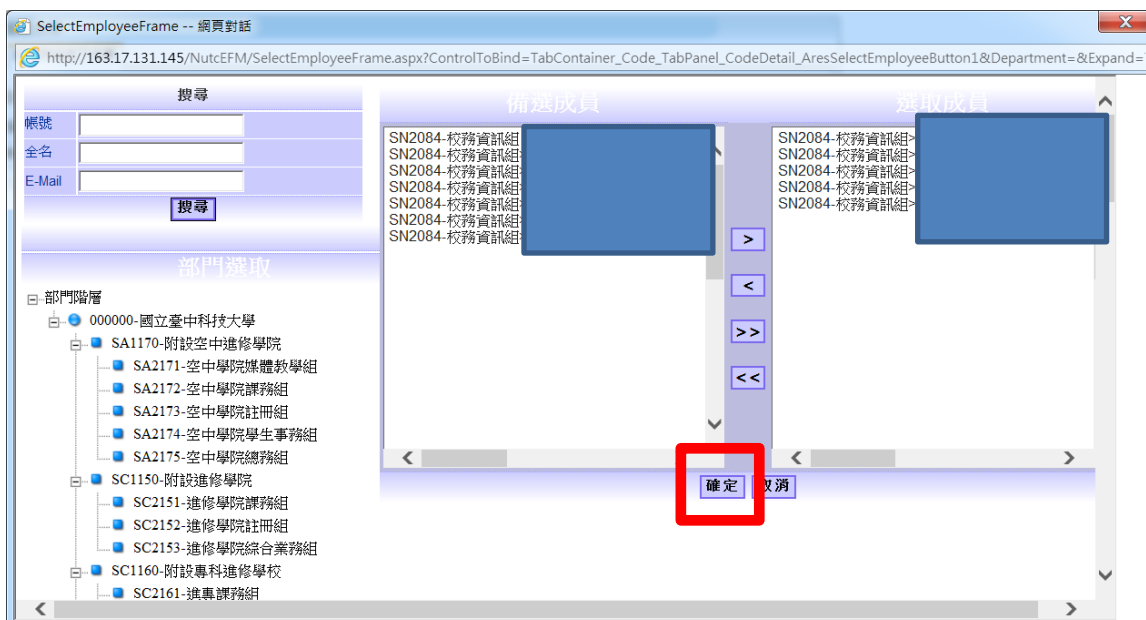 SelectEmployeeFrame -- 網頁對話
http://163.17.131.145/NutcEFM/SelectEmployeeFrame.aspx?ControlToBind=TabContainer_Code_TabPanel_CodeDetail_AresSelectEmployeeButton1&Department=&Expand=
搜尋
帳號
全名
E-Mail
搜尋
部門選取
部門階層
000000-國立臺中科技大學
SA1170-附設空中進修學院
SA2171-空中學院媒體教學組
SA2172-空中學院課務組
SA2173-空中學院註冊組
SA2174-空中學院學生事務組
SA2175-空中學院總務組
SC1150-附設進修學院
SC2151-進修學院課務組
SC2152-進修學院註冊組
SC2153-進修學院綜合業務組
SC1160-附設專科進修學校
SC2161-進專課務組
備選成員
SN2084-校務資訊組
SN2084-校務資訊組
SN2084-校務資訊組
SN2084-校務資訊組
SN2084-校務資訊組
SN2084-校務資訊組
SN2084-校務資訊組
>
<
>>
<<
選取成員
SN2084-校務資訊組>
SN2084-校務資訊組>
SN2084-校務資訊組>
SN2084-校務資訊組>
SN2084-校務資訊組>
確定 取消